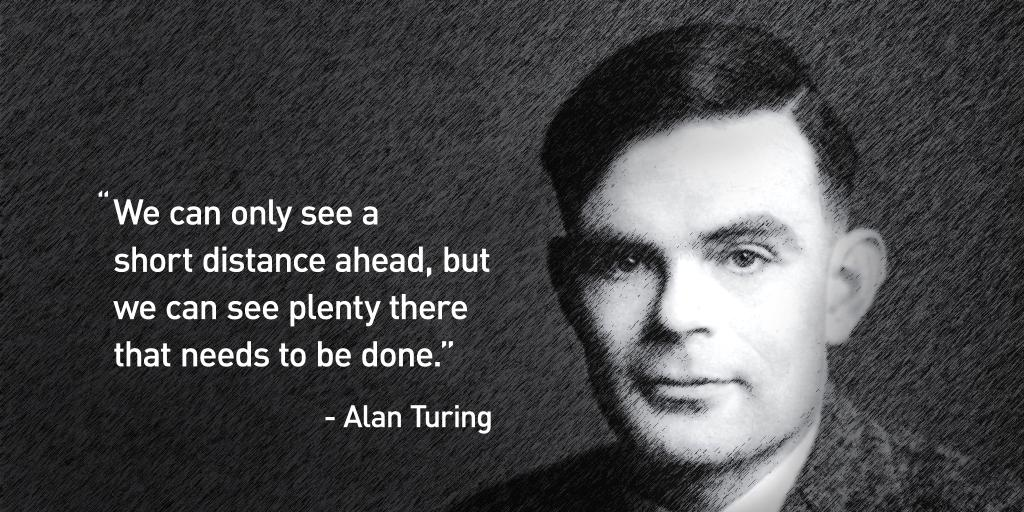 “We can only see a
short distance ahead, but
we can see plenty there
that needs to be done.”
- Alan Turing